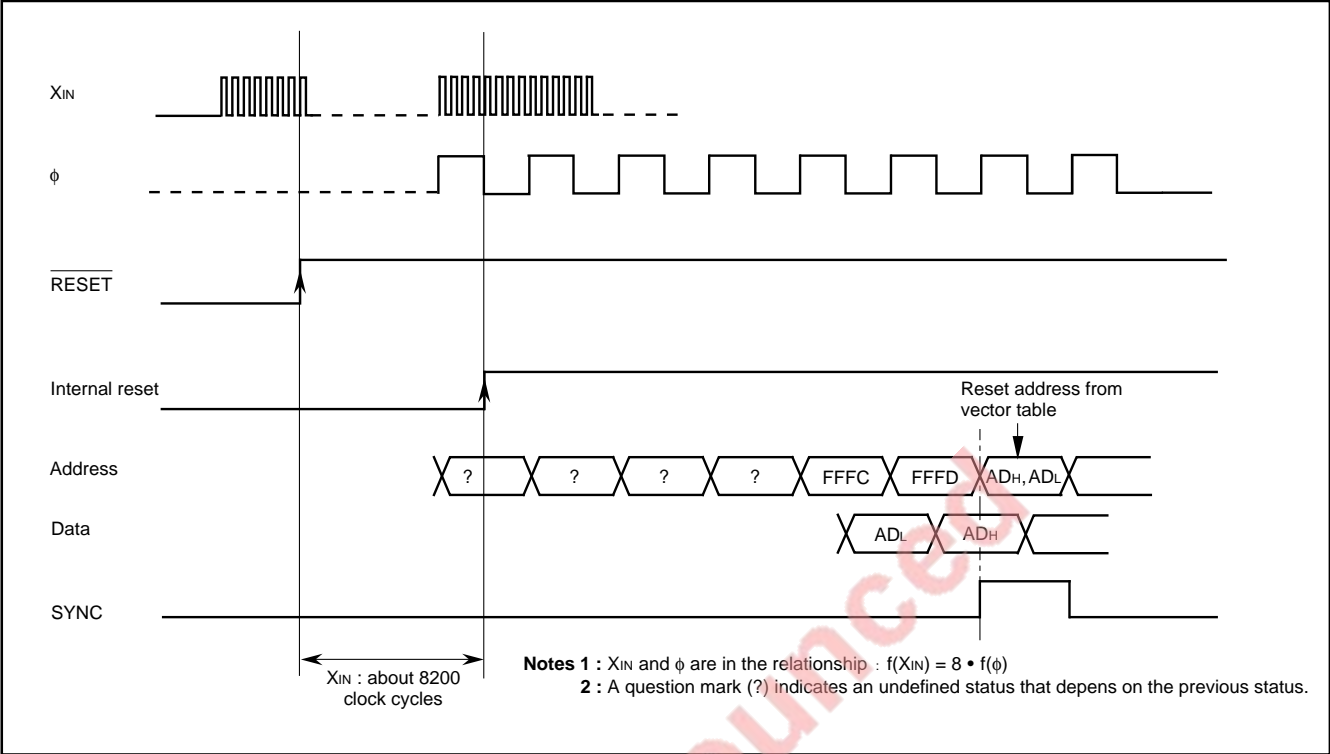 XIN
ϕ
RESET
Internal reset
Reset address from
vector table
Address
? ? ? ? FFFC FFFD ADH, ADL
Data
ADL ADH
SYNC
XIN : about 8200
clock cycles
Notes 1 : XIN and ϕ are in the relationship : f(XIN) = 8 • f(ϕ)
2 : A question mark (?) indicates an undefined status that depens on the previous status.
ounced